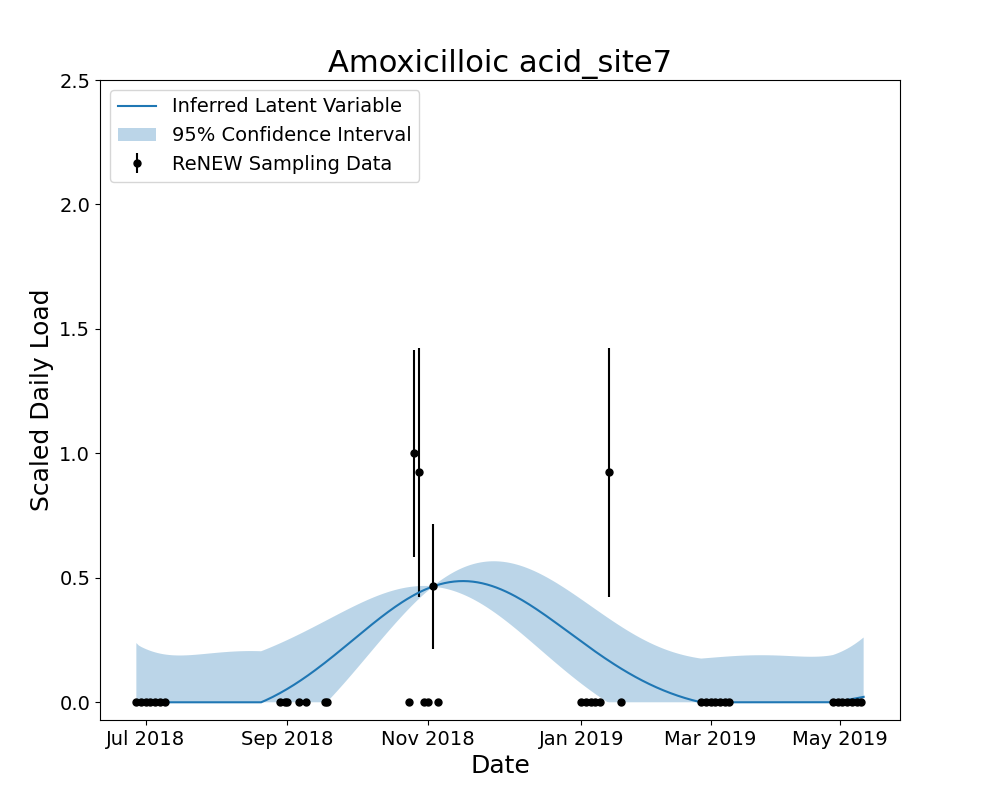 Amoxicilloic acid_site7
Inferred Latent Variable
95% Confidence Interval
ReNEW Sampling Data
Scaled Daily Load
2.5
2.0
1.5
1.0
0.5
0.0
Jul 2018 Sep 2018 Nov 2018 Jan 2019 Mar 2019 May 2019
Date